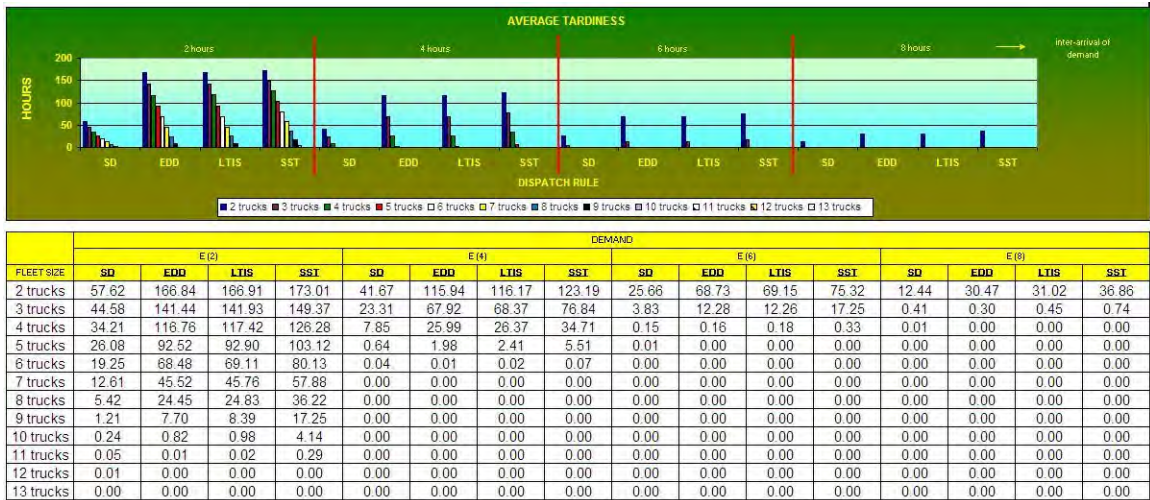 AVERAGE TARDINESS
2 hours 4 hours 6 hours 8 hours inter-arrival of demand
HOURS
200
150
100
50
0
SD EDD LTIS SST SD EDD LTIS SST SD EDD LTIS SST SD EDD LTIS SST
DISPATCH RULE
2 trucks 3 trucks 4 trucks 5 trucks 6 trucks 7 trucks 8 trucks 9 trucks 10 trucks 11 trucks 12 trucks 13 trucks
DEMAND
E (2) E (4) E (6) E (8)
FLEET SIZE SD EDD LTIS SST SD EDD LTIS SST SD EDD LTIS SST SD EDD LTIS SST
2 trucks 57.62 166.84 166.91 173.01 41.67 115.94 116.17 123.19 25.66 68.73 69.15 75.32 12.44 30.47 31.02 36.86
3 trucks 44.58 141.44 141.93 149.37 23.31 67.92 68.37 76.84 3.83 12.28 12.26 17.25 0.41 0.30 0.45 0.74
4 trucks 34.21 116.76 117.42 126.28 7.85 25.99 26.37 34.71 0.15 0.16 0.18 0.33 0.01 0.00 0.00 0.00
5 trucks 26.08 92.52 92.90 103.12 0.64 1.98 2.41 5.51 0.01 0.00 0.00 0.00 0.00 0.00 0.00 0.00
6 trucks 19.25 68.48 69.11 80.13 0.04 0.01 0.02 0.07 0.00 0.00 0.00 0.00 0.00 0.00 0.00 0.00
7 trucks 12.61 45.52 45.76 57.88 0.00 0.00 0.00 0.00 0.00 0.00 0.00 0.00 0.00 0.00 0.00 0.00
8 trucks 5.42 24.45 24.83 36.22 0.00 0.00 0.00 0.00 0.00 0.00 0.00 0.00 0.00 0.00 0.00 0.00
9 trucks 1.21 7.70 8.39 17.25 0.00 0.00 0.00 0.00 0.00 0.00 0.00 0.00 0.00 0.00 0.00 0.00
10 trucks 0.24 0.82 0.98 4.14 0.00 0.00 0.00 0.00 0.00 0.00 0.00 0.00 0.00 0.00 0.00 0.00
11 trucks 0.05 0.01 0.02 0.29 0.00 0.00 0.00 0.00 0.00 0.00 0.00 0.00 0.00 0.00 0.00 0.00
12 trucks 0.01 0.00 0.00 0.00 0.00 0.00 0.00 0.00 0.00 0.00 0.00 0.00 0.00 0.00 0.00 0.00
13 trucks 0.00 0.00 0.00 0.00 0.00 0.00 0.00 0.00 0.00 0.00 0.00 0.00 0.00 0.00 0.00 0.00